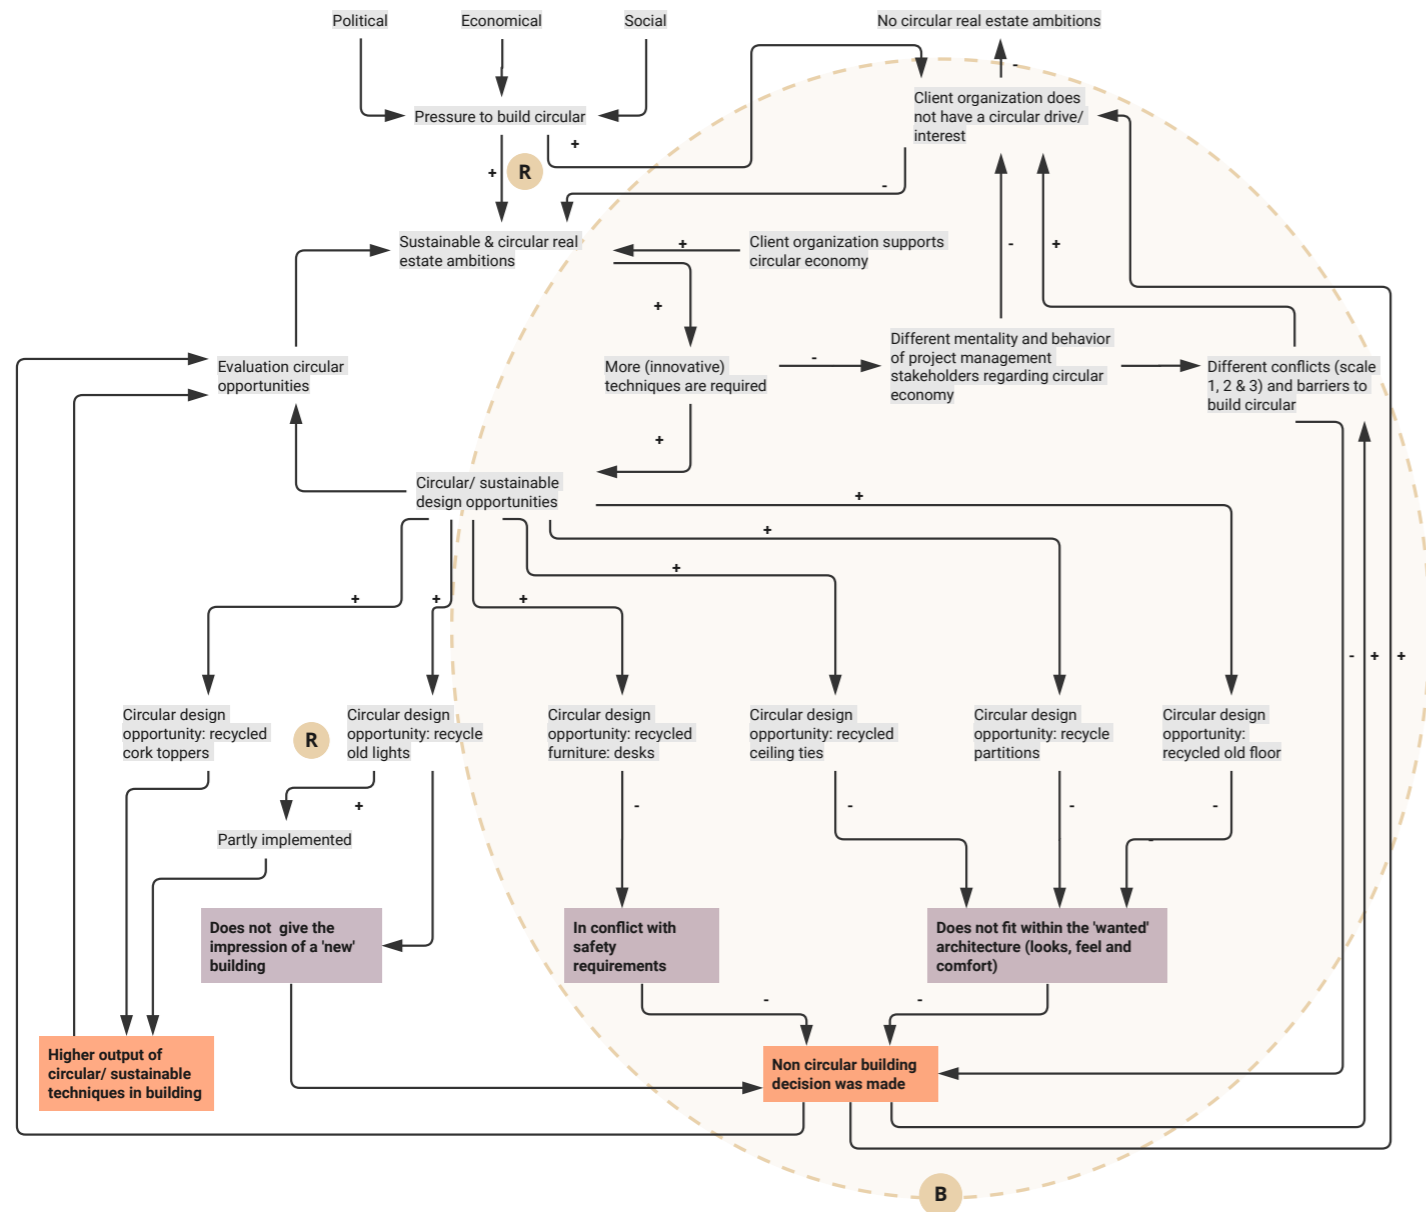 Political
Economical
Social
No circular real estate ambitions
-
Client organization does
not have a circular drive/
interest
Pressure to build circular
+
+
R
-
Sustainable & circular real
estate ambitions
+
Client organization supports
circular economy
-
+
+
Evaluation circular
opportunities
More (innovative)
techniques are required
-
Different mentality and behavior
of project management
stakeholders regarding circular
economy
Different conflicts (scale
1, 2 & 3) and barriers to
build circular
+
Circular/ sustainable
design opportunities
+
+
+
+
+
+
-
+
+
Circular design
opportunity: recycled
cork toppers
R
Circular design
opportunity: recycle
old lights
Circular design
opportunity: recycled
furniture: desks
Circular design
opportunity: recycled
ceiling ties
Circular design
opportunity: recycle
partitions
Circular design
opportunity:
recycled old floor
+
-
-
-
-
-
Partly implemented
Does not give the
impression of a 'new'
building
In conflict with
safety
requirements
Does not fit within the 'wanted'
architecture (looks, feel and
comfort)
-
-
Higher output of
circular/ sustainable
techniques in building
Non circular building
decision was made
B